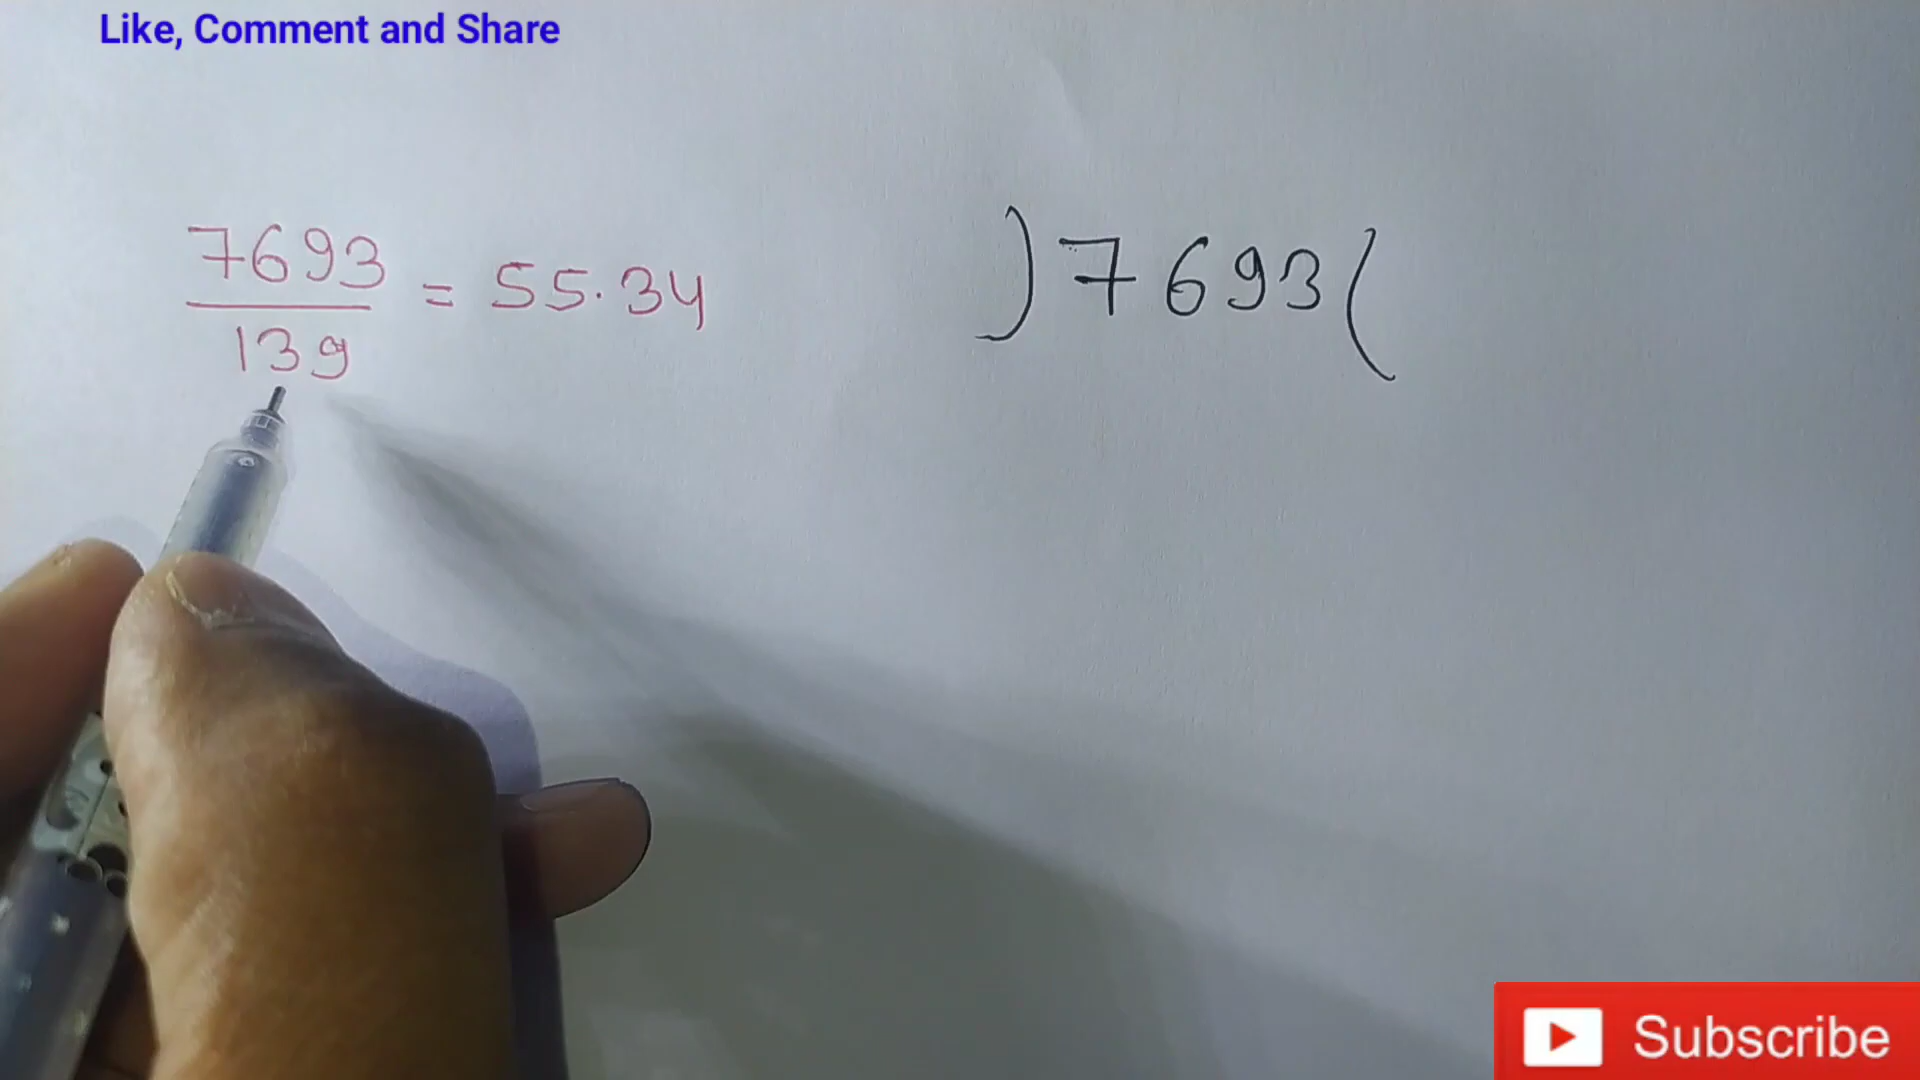 Like, Comment and Share
7693
139
= 55.34
)7693(
Subscribe